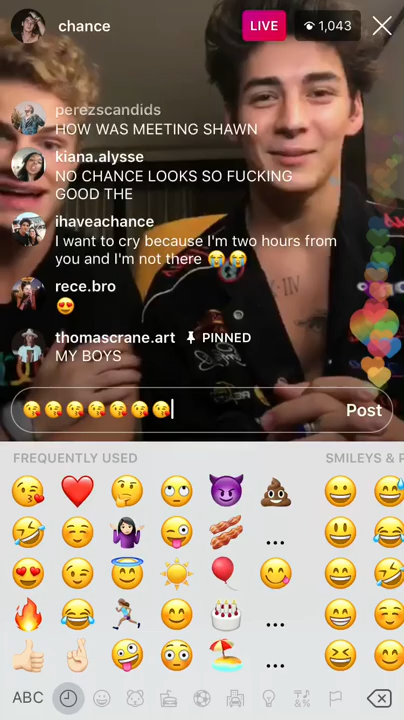 chance
LIVE
1,043
perezscandids
HOW WAS MEETING SHAWN
kiana.alysse
NO CHANCE LOOKS SO FUCKING
GOOD THE
ihaveachance
I want to cry because I'm two hours from
you and I'm not there 😭😭
rece.bro
😍
thomascrane.art PINNED
MY BOYS
😘😘😘😘😘😘😘
Post
FREQUENTLY USED
SMILEYS & P
ABC